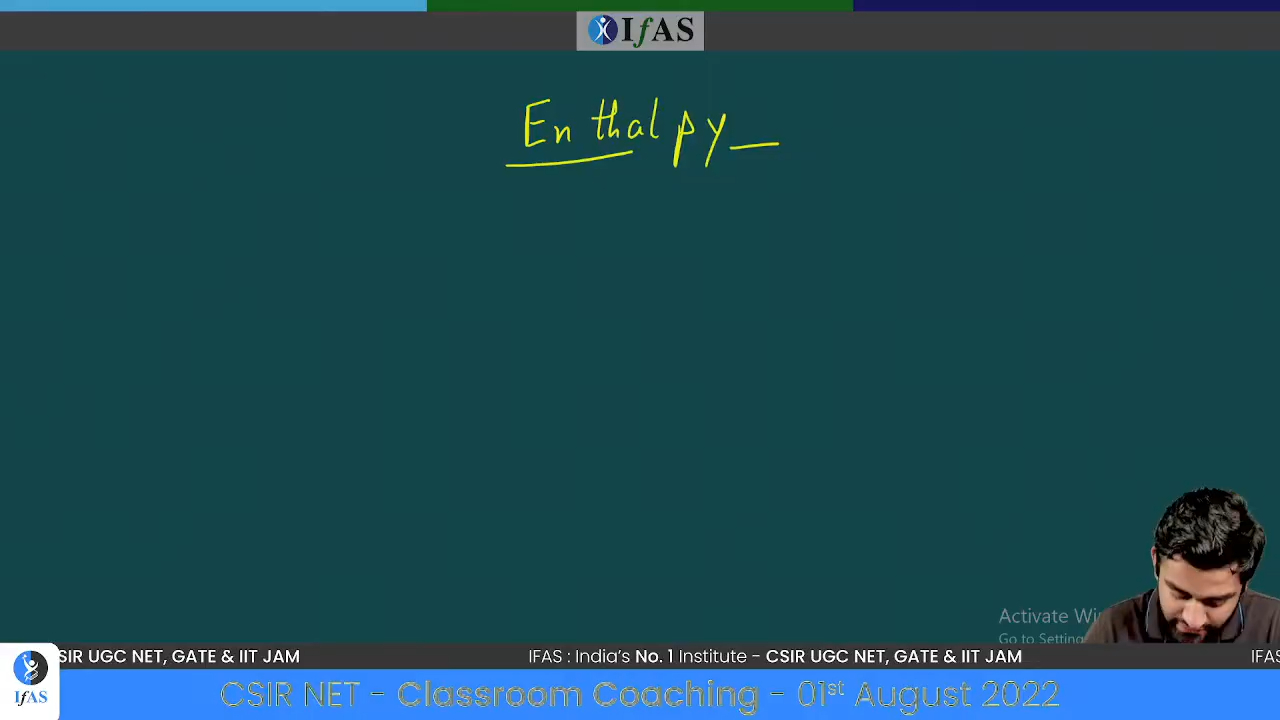 IfAS
Enthalpy
Activate Wi
Go to Setting
SIR UGC NET, GATE & IIT JAM IFAS : India's No. 1 Institute - CSIR UGC NET, GATE & IIT JAM IFAS
IfAS
CSIR NET - Classroom Coaching - 01st August 2022